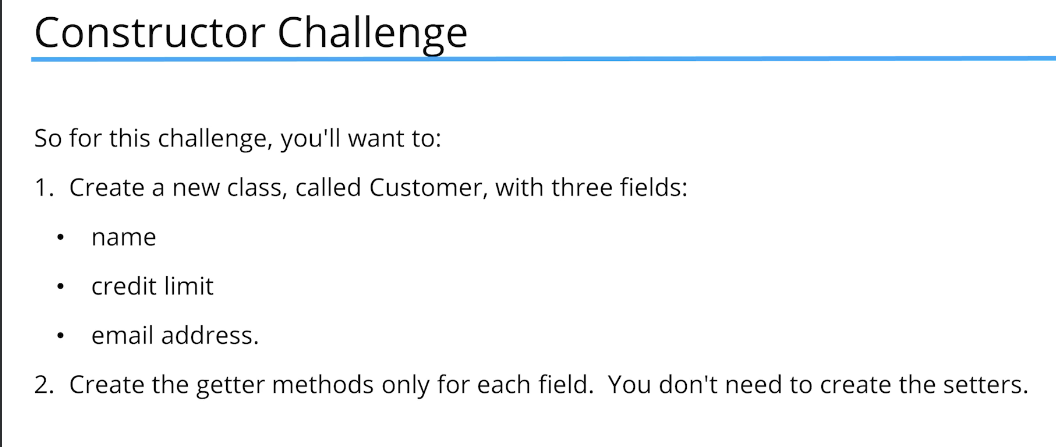 Constructor Challenge
So for this challenge, you'll want to:
1. Create a new class, called Customer, with three fields:
• name
• credit limit
• email address.
2. Create the getter methods only for each field. You don't need to create the setters.